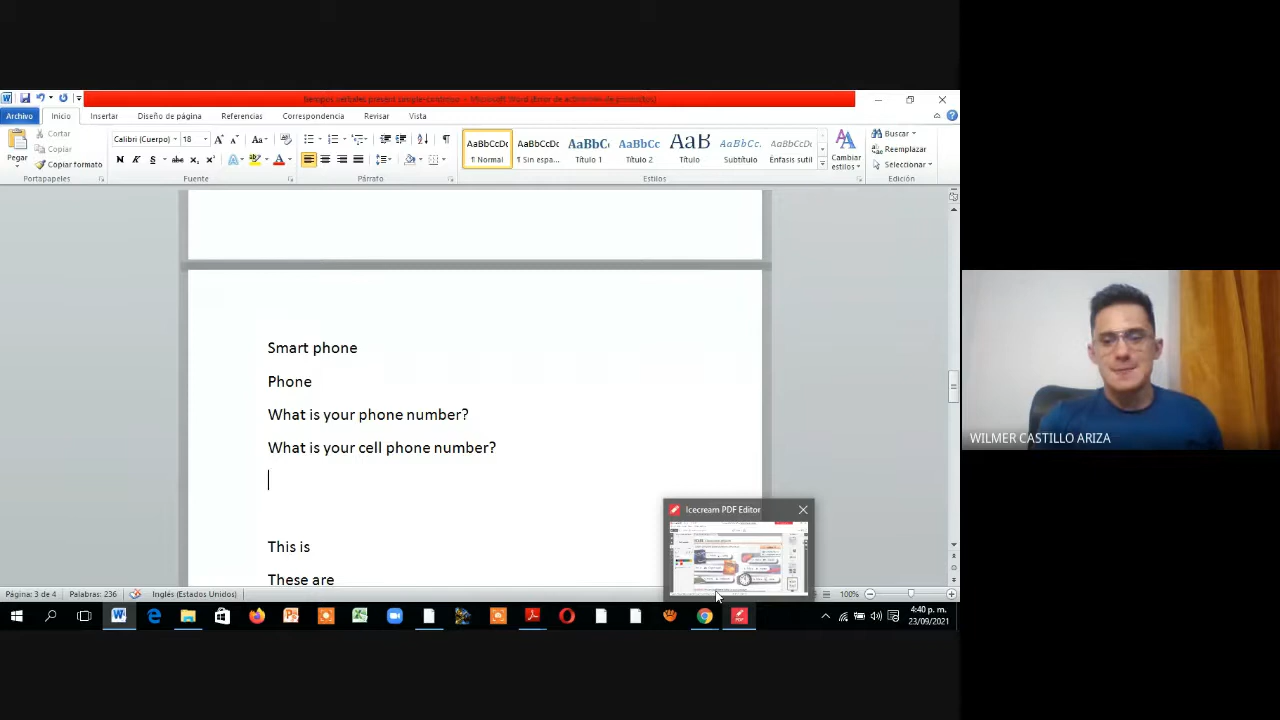 Archivo Inicio Insertar Diseño de página Referencias Correspondencia Revisar Vista
Pegar
Cortar
Copiar
Copiar formato
Portapapeles
Calibri (Cuerpo) 18
Fuente
Párrafo
AaBbCcDc AaBbCcDc AaBbC AaBbCc AaB AaBbCc. AaBbCcDc
¶ Normal ¶ Sin espa... Título 1 Título 2 Título Subtítulo Énfasis sutil
Cambiar estilos
Estilos
Buscar
Reemplazar
Seleccionar
Edición
Smart phone
Phone
What is your phone number?
What is your cell phone number?
This is
These are
Icecream PDF Editor
WILMER CASTILLO ARIZA
Página: 3 de 4 Palabras: 236 Inglés (Estados Unidos) 100%
4:40 p. m.
23/09/2021